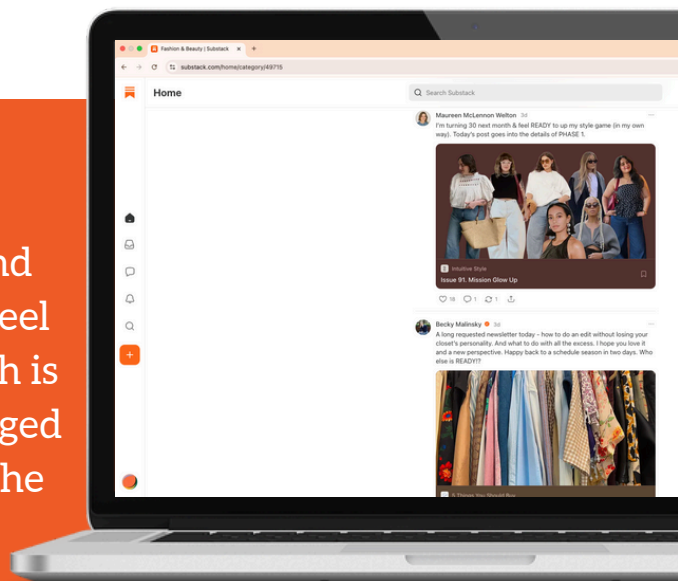 nd
eel
h is
ged
he
Fashion & Beauty | Substack
substack.com/home/category/49715
Home
Search Substack
Maureen McLennon Welton 3d
I'm turning 30 next month & feel READY to up my style game (in my own
way). Today's post goes into the details of PHASE 1.
Intuitive Style
Issue 91. Mission Glow Up
18 1 1
Becky Malinsky 3d
A long requested newsletter today – how to do an edit without losing your
closet's personality. And what to do with all the excess. I hope you love it
and a new perspective. Happy back to a schedule season in two days. Who
else is READY!?
5 Things You Should Buy